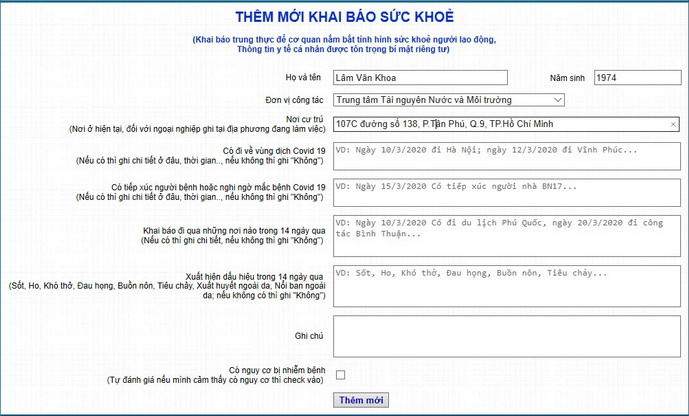 THÊM MỚI KHAI BÁO SỨC KHOẺ
(Khai báo trung thực để cơ quan nắm bắt tình hình sức khoẻ người lao động,
Thông tin y tế cá nhân được tôn trọng bí mật riêng tư)
Họ và tên
Lâm Văn Khoa
Năm sinh
1974
Đơn vị công tác
Trung tâm Tài nguyên Nước và Môi trường
Nơi cư trú
(Nơi ở hiện tại, đối với ngoại nghiệp ghi tại địa phương đang làm việc)
107C đường số 138, P.Tân Phú, Q.9, TP.Hồ Chí Minh
Có đi về vùng dịch Covid 19
(Nếu có thì ghi chi tiết ở đâu, thời gian.., nếu không thì ghi "Không")
VD: Ngày 10/3/2020 đi Hà Nội; ngày 12/3/2020 đi Vĩnh Phúc...
Có tiếp xúc người bệnh hoặc nghi ngờ mắc bệnh Covid 19
(Nếu có thì ghi chi tiết ở đâu, thời gian.., nếu không thì ghi "Không")
VD: Ngày 15/3/2020 Có tiếp xúc người nhà BN17...
Khai báo đi qua những nơi nào trong 14 ngày qua
(Nếu có thì ghi chi tiết, nếu không thì ghi "Không")
VD: Ngày 10/3/2020 Có đi du lịch Phú Quốc, ngày 20/3/2020 đi công
tác Bình Thuận...
Xuất hiện dấu hiệu trong 14 ngày qua
(Sốt, Ho, Khó thở, Đau họng, Buồn nôn, Tiêu chảy, Xuất huyết ngoài da, Nổi ban ngoài
da; nếu không có thì ghi "Không")
VD: Sốt, Ho, Khó thở, Đau họng, Buồn nôn, Tiêu chảy...
Ghi chú
Có nguy cơ bị nhiễm bệnh
(Tự đánh giá nếu mình cảm thấy có nguy cơ thì check vào)
Thêm mới